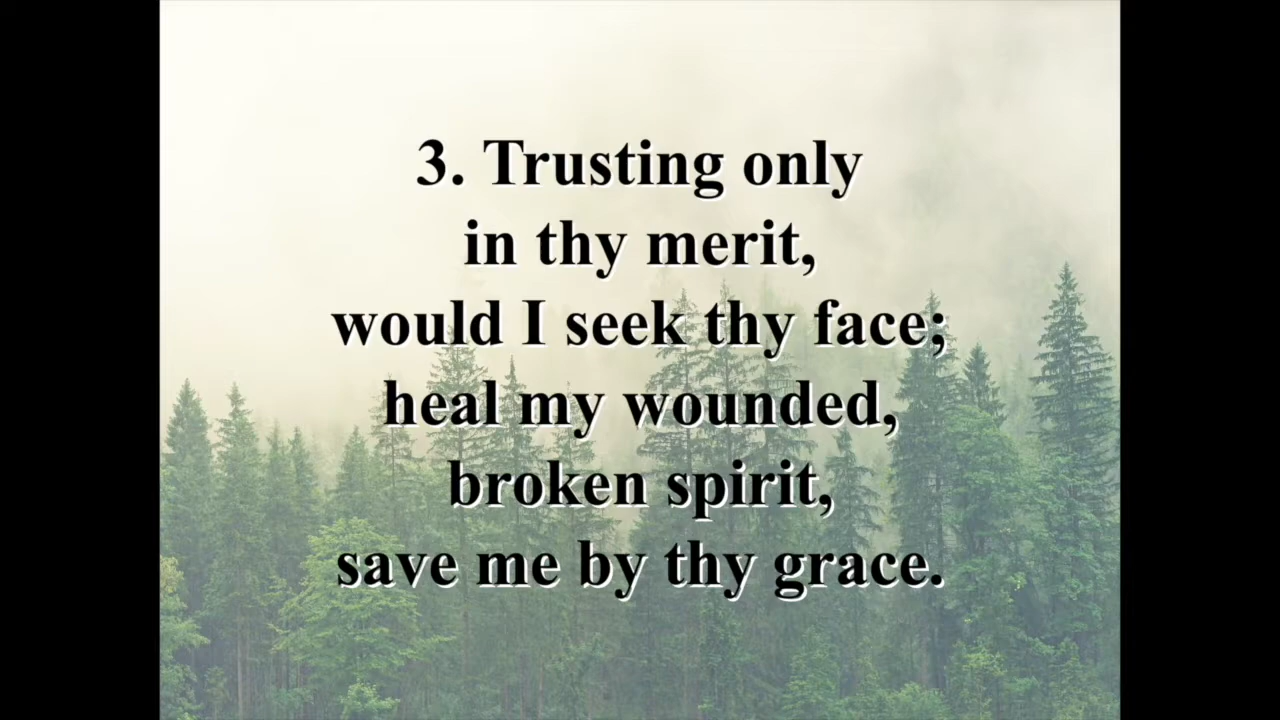 3. Trusting only
in thy merit,
would I seek thy face;
heal my wounded,
broken spirit,
save me by thy grace.